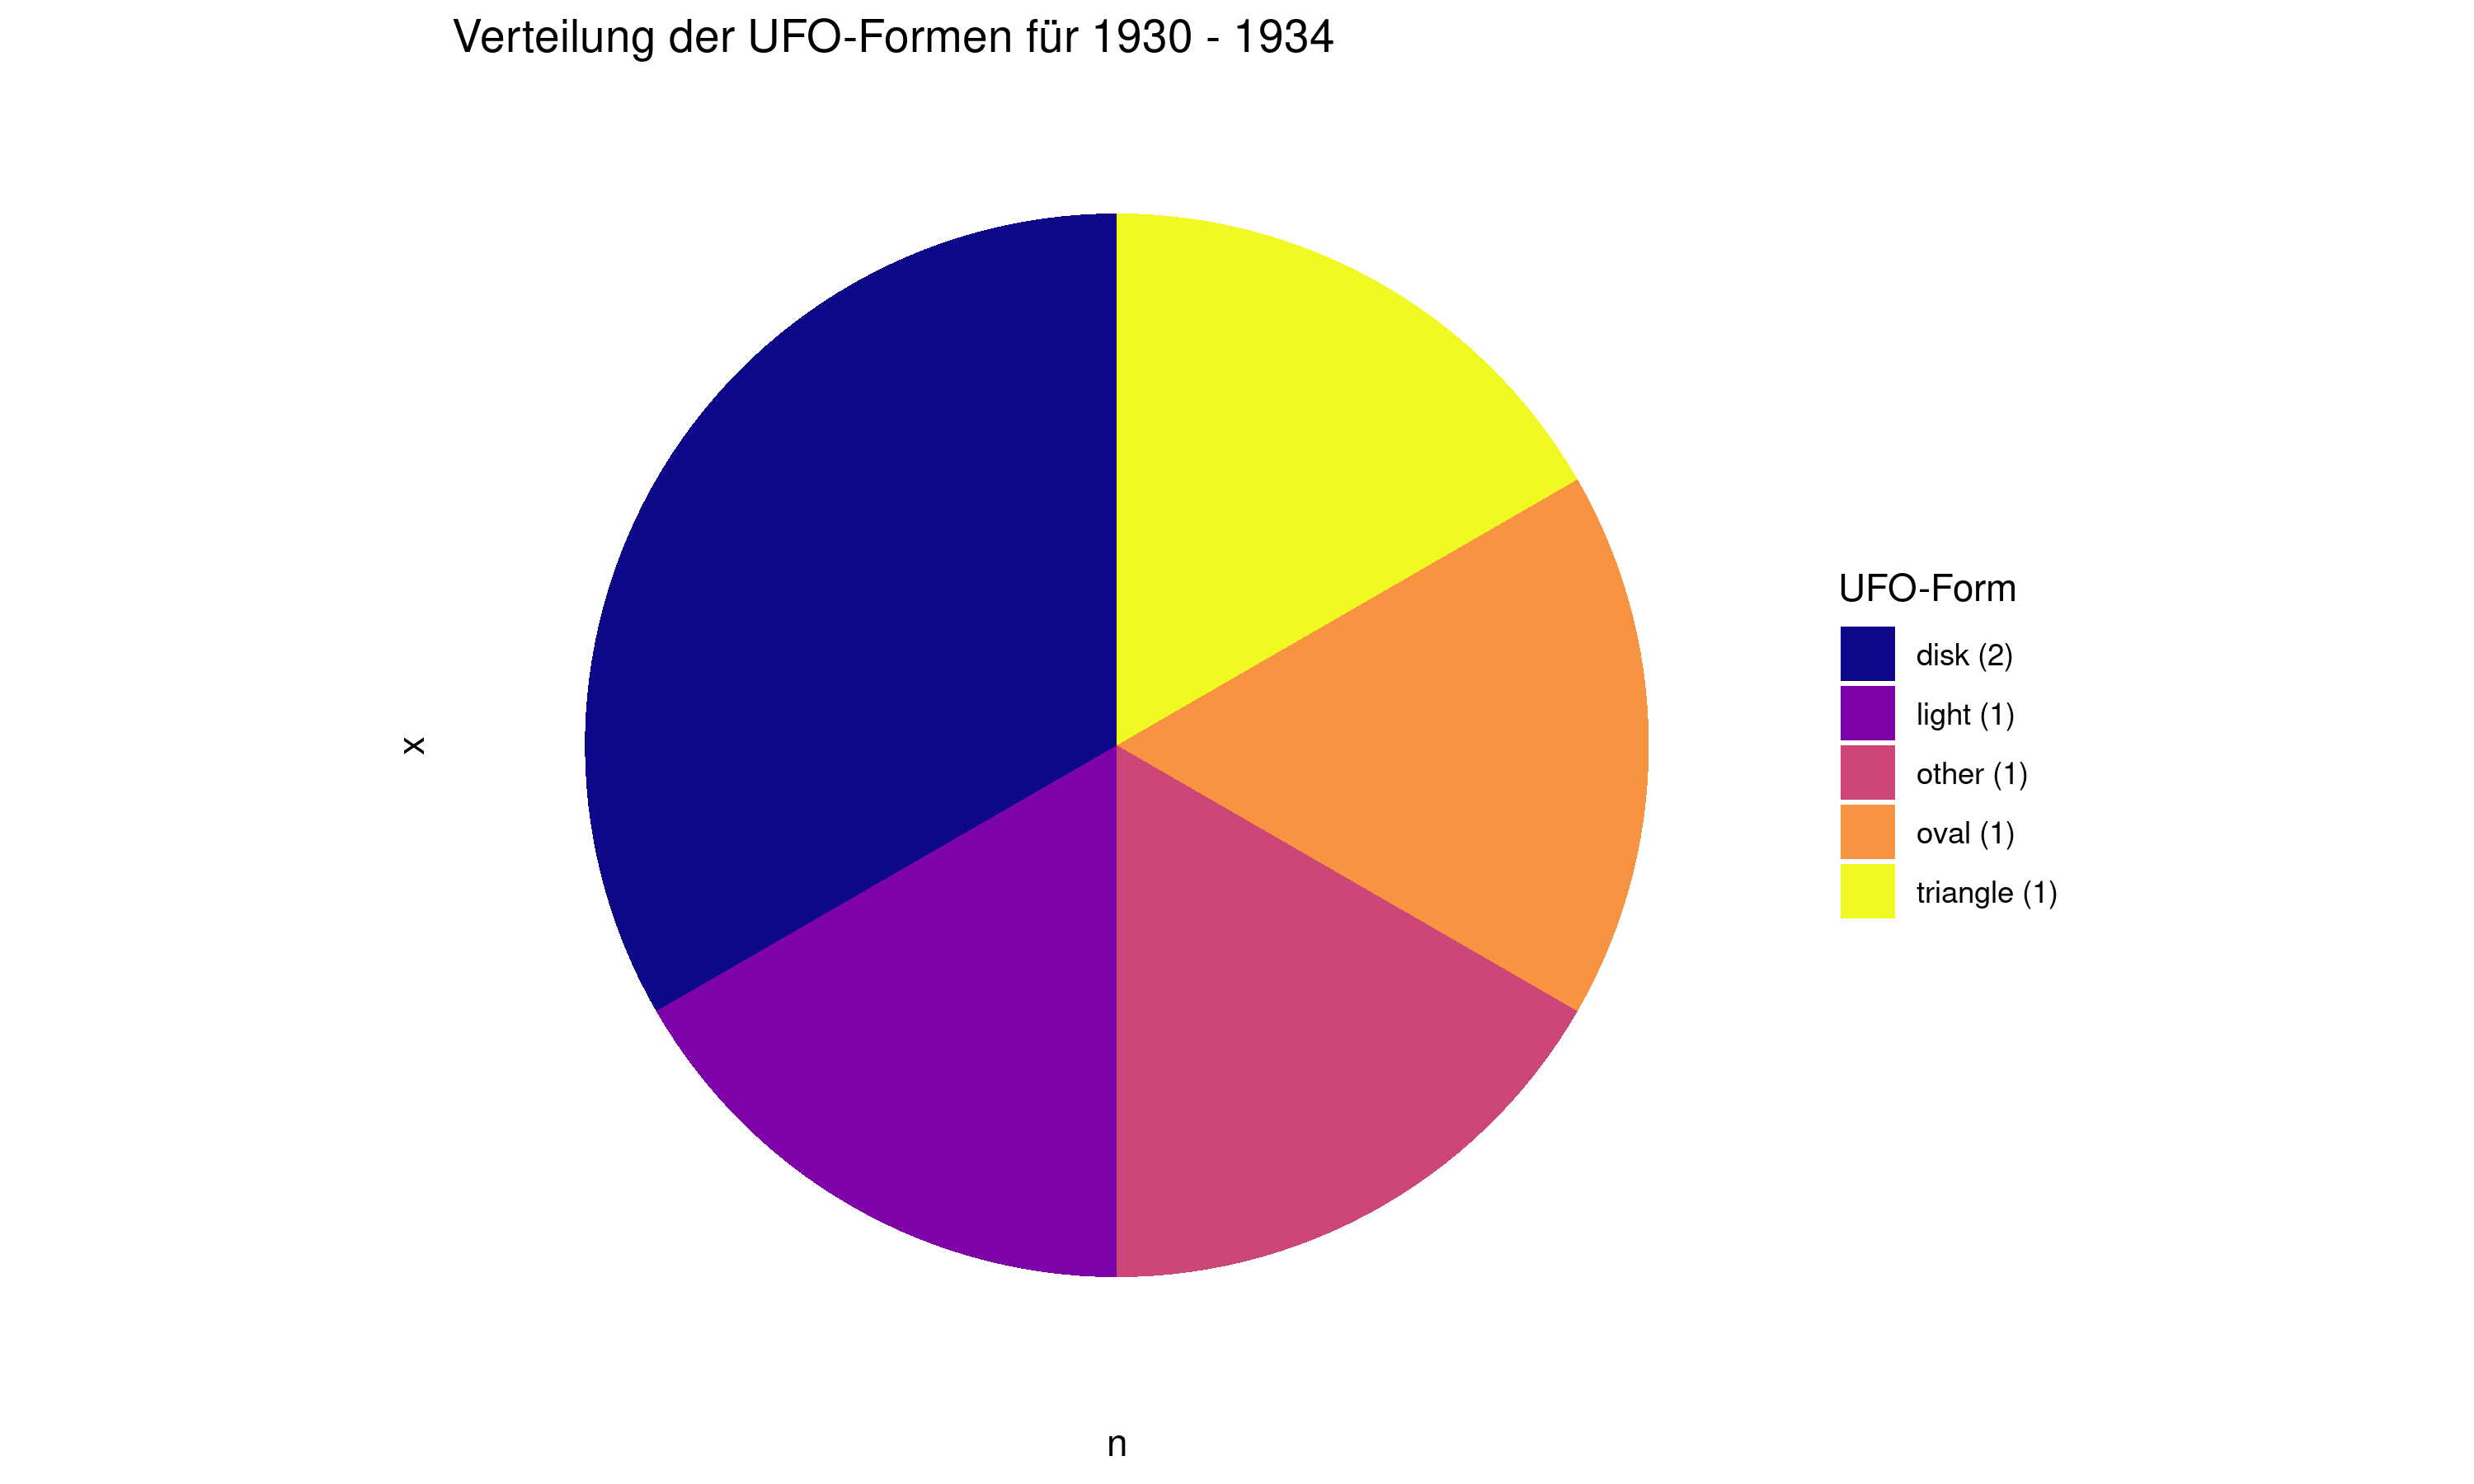 Verteilung der UFO-Formen für 1930 - 1934
x
UFO-Form
disk (2)
light (1)
other (1)
oval (1)
triangle (1)
n